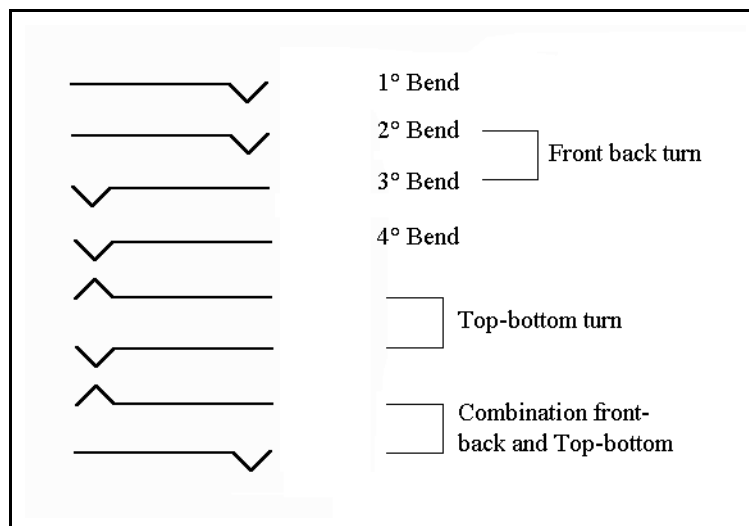 1° Bend
2° Bend
Front back turn
3° Bend
4° Bend
Top-bottom turn
Combination front-
back and Top-bottom